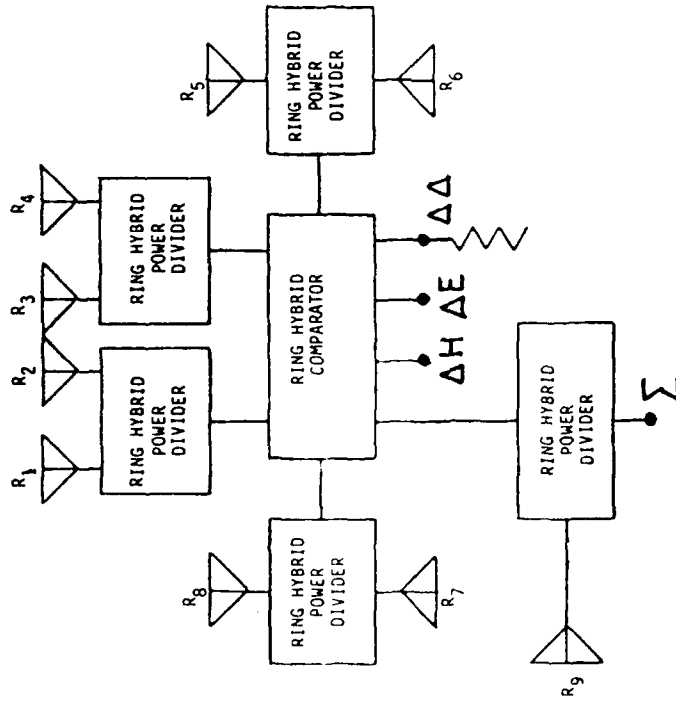 R5
RING HYBRID
POWER
DIVIDER
R6
R4
R3
RING HYBRID
POWER
DIVIDER
R2
R1
RING HYBRID
POWER
DIVIDER
RING HYBRID
COMPARATOR
ΔH
ΔE
ΔΔ
R8
RING HYBRID
POWER
DIVIDER
R7
RING HYBRID
POWER
DIVIDER
R9
Σ